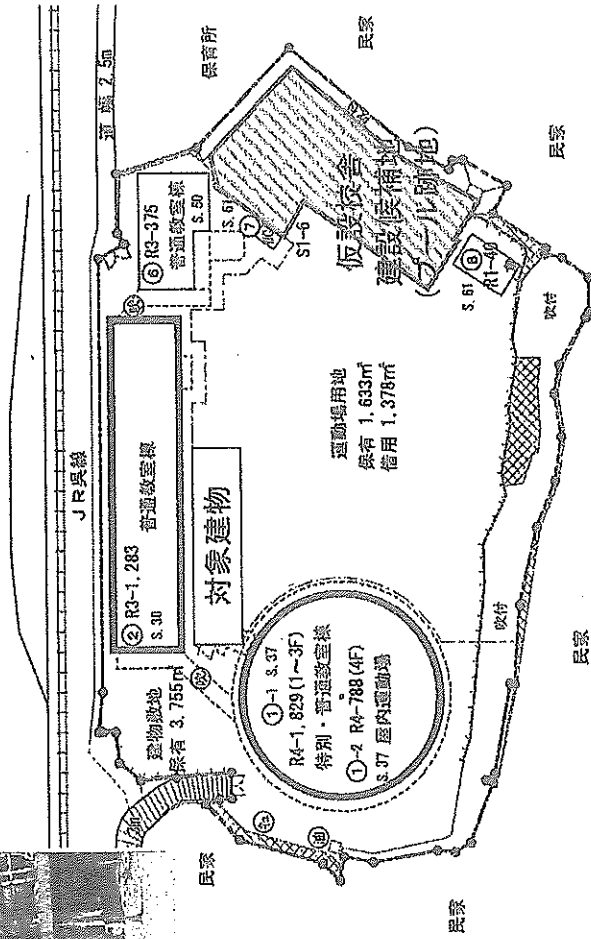 JR呉線
道幅 2.5m
保育所
民家
⑥ R3-375
普通教室棟
S.50
② R3-1,283
普通教室棟
S.30
S.61
⑦
S1-6
仮設校舎
建設候補地
(プール跡地)
⑧
R1-40
S.61
民家
対象建物
運動場用地
保有 1,633㎡
借用 1,378㎡
吹付
建物敷地
保有 3,755㎡
①-1 S.37
R4-1,829(1~3F)
特別・普通教室棟
①-2 R4-788(4F)
S.37 屋内運動場
吹付
民家
民家
民家